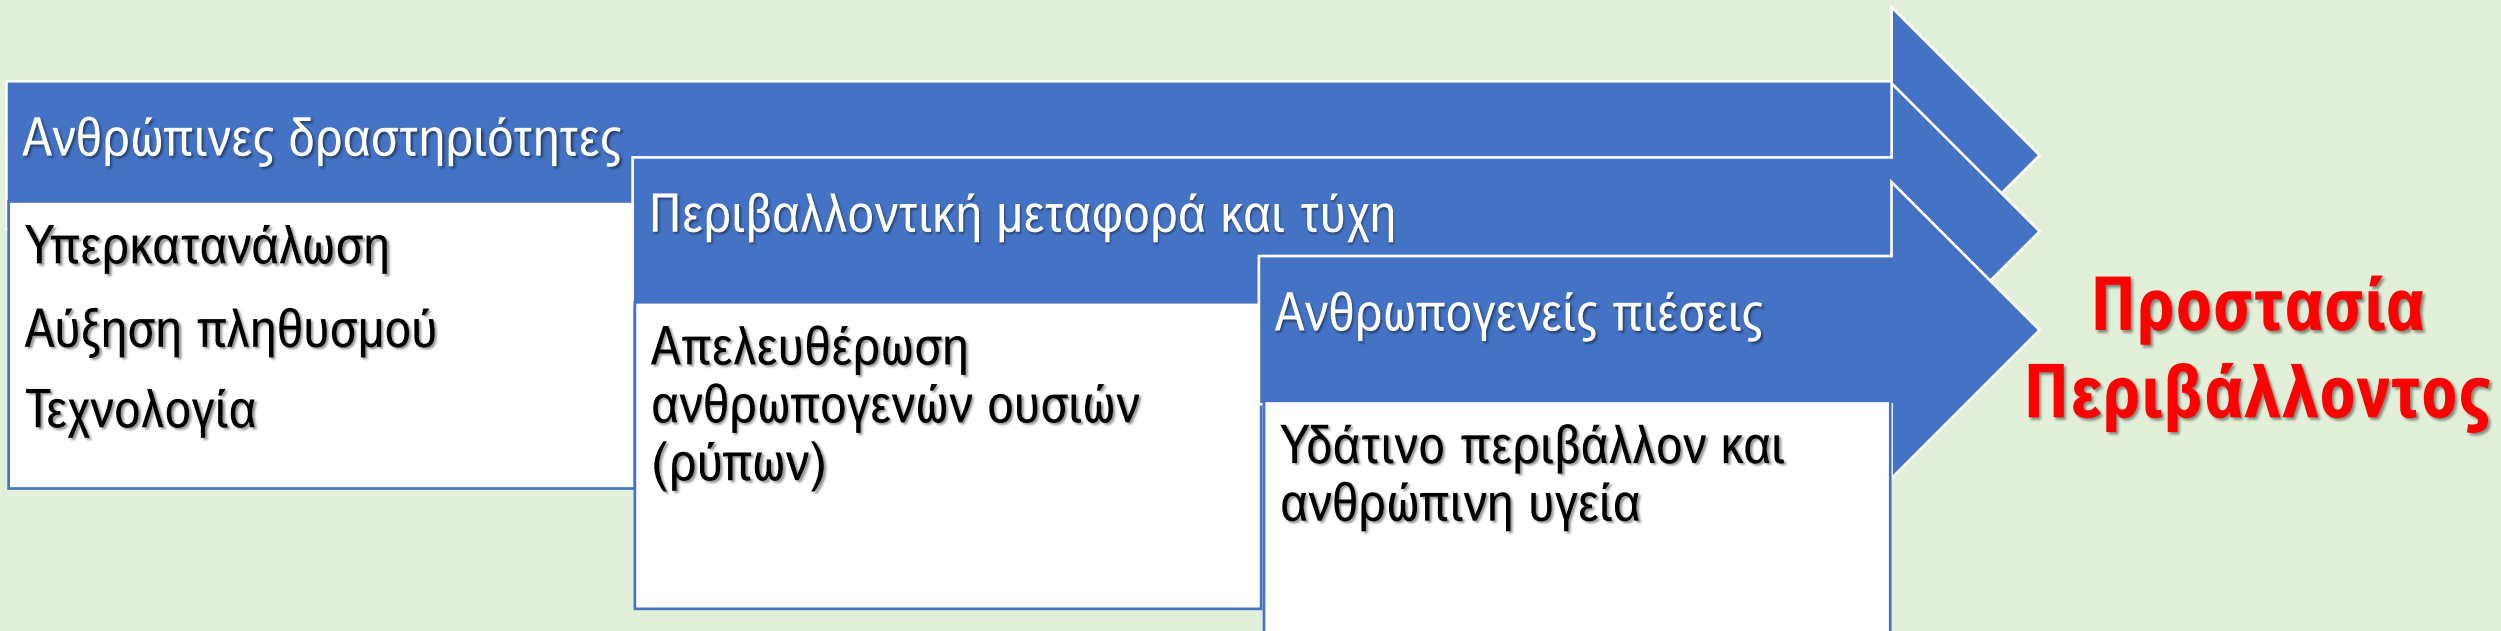 Ανθρώπινες δραστηριότητες
Υπερκατανάλωση
Αύξηση πληθυσμού
Τεχνολογία
Περιβαλλοντική μεταφορά και τύχη
Απελευθέρωση
ανθρωπογενών ουσιών
(ρύπων)
Ανθρωπογενείς πιέσεις
Υδάτινο περιβάλλον και
ανθρώπινη υγεία
Προστασία
Περιβάλλοντος